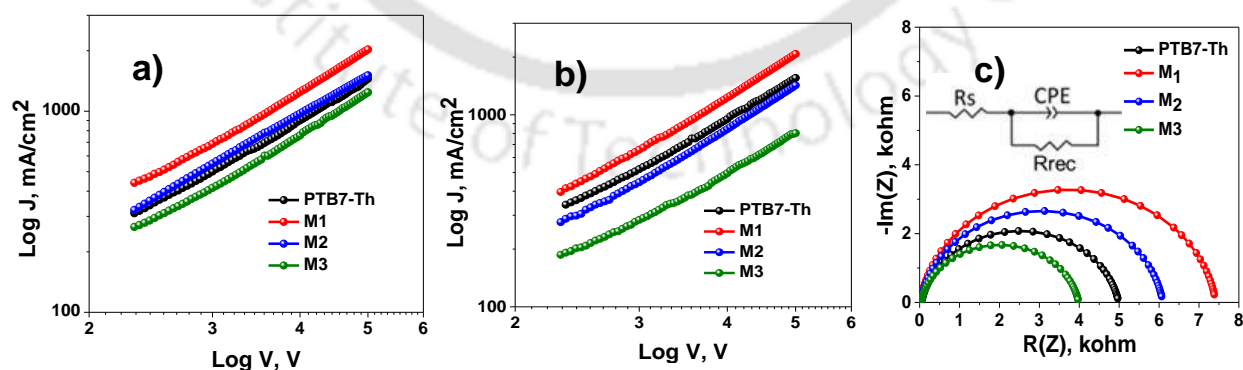 a)
Log J, mA/cm²
1000
100
2
3
4
5
6
Log V, V
PTB7-Th
M1
M2
M3
b)
Log J, mA/cm²
1000
100
2
3
4
5
6
Log V, V
PTB7-Th
M1
M2
M3
c)
-Im(Z), kohm
8
6
4
2
0
0
1
2
3
4
5
6
7
8
R(Z), kohm
PTB7-Th
M₁
M₂
M3
Rs
CPE
Rrec
titute of Technology